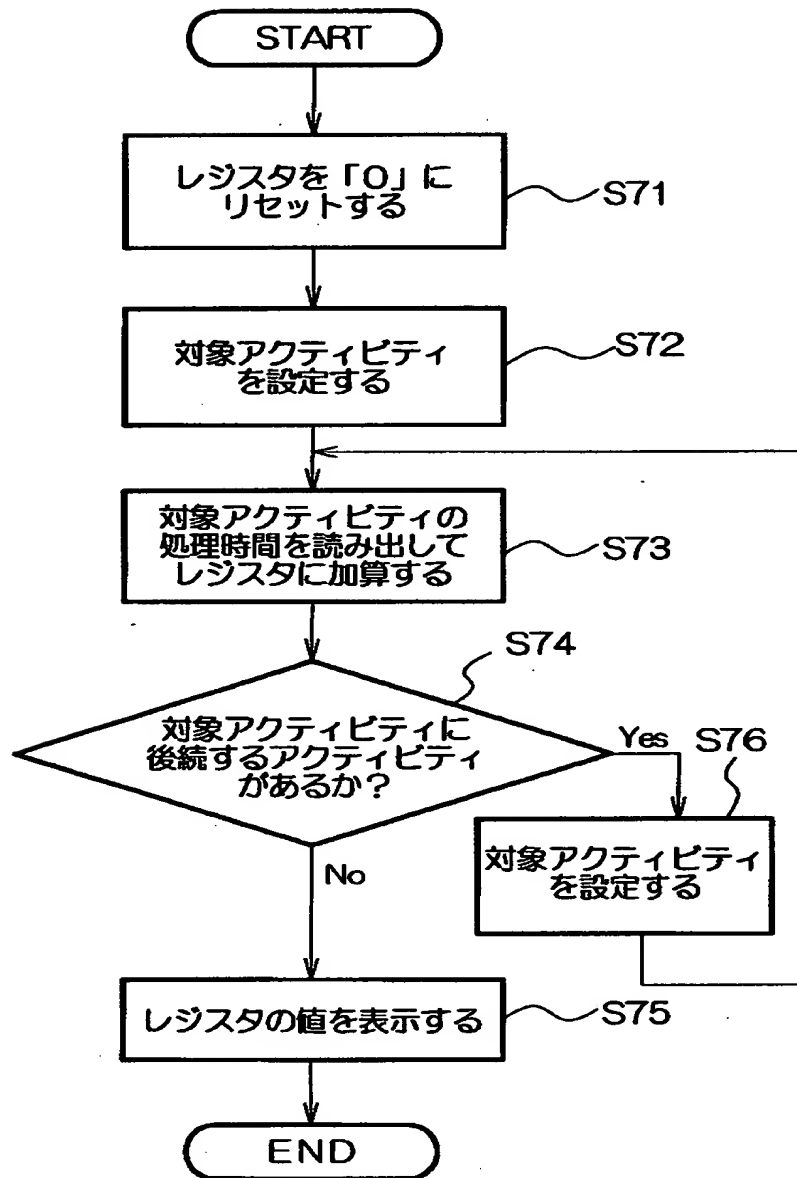 START
レジスタを「0」に
リセットする
S71
対象アクティビティ
を設定する
S72
対象アクティビティの
処理時間を読み出して
レジスタに加算する
S73
S74
対象アクティビティに
後続するアクティビティ
があるか？
Yes
S76
対象アクティビティ
を設定する
No
レジスタの値を表示する
S75
END